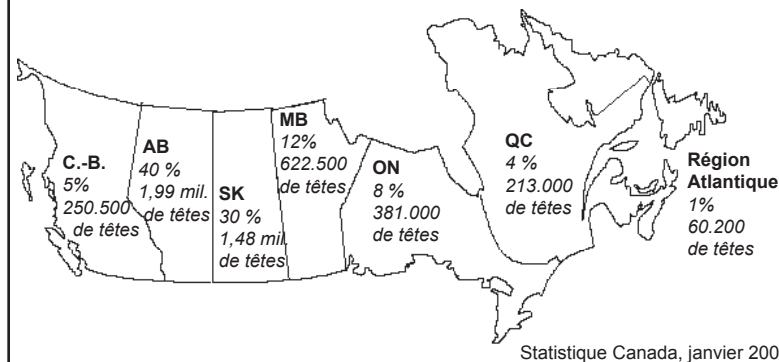 C.-B.
5%
250.500
de têtes
AB
40 %
1,99 mil.
de têtes
SK
30 %
1,48 mil.
de têtes
MB
12%
622.500
de têtes
ON
8 %
381.000
de têtes
QC
4 %
213.000
de têtes
Région
Atlantique
1%
60.200
de têtes
Statistique Canada, janvier 200